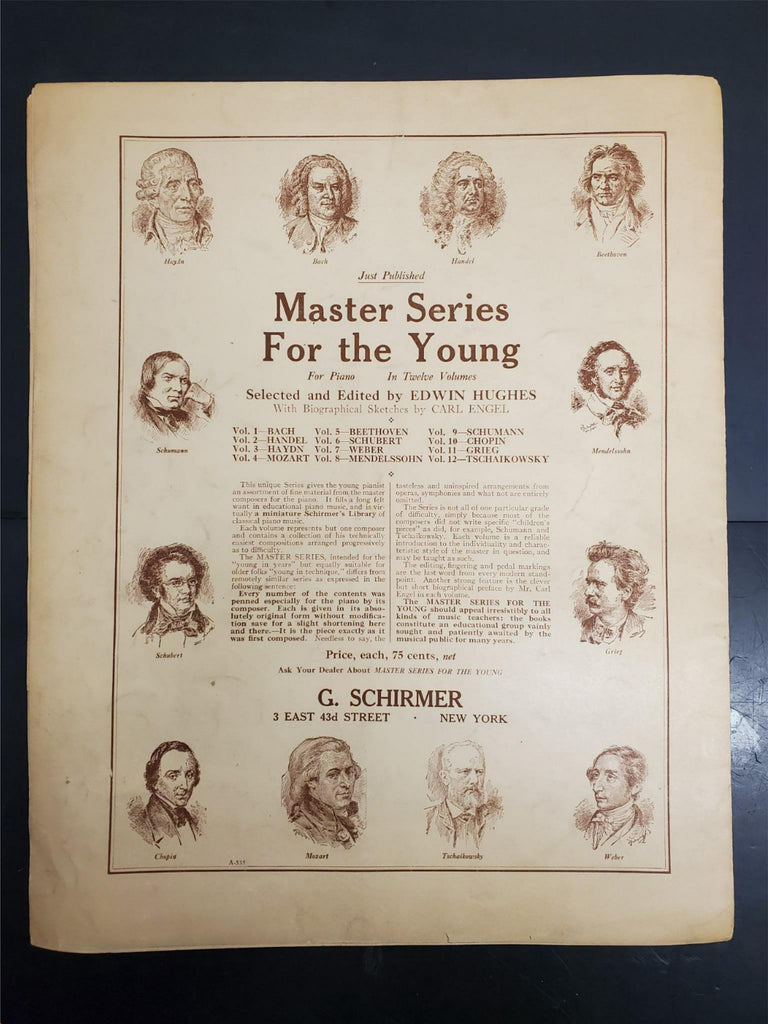 Haydn
Bach
Handel
Beethoven
Just Published
Master Series
For the Young
For Piano In Twelve Volumes
Selected and Edited by EDWIN HUGHES
With Biographical Sketches by CARL ENGEL
Vol. 1—BACH Vol. 5—BEETHOVEN Vol. 9—SCHUMANN
Vol. 2—HANDEL Vol. 6—SCHUBERT Vol. 10—CHOPIN
Vol. 3—HAYDN Vol. 7—WEBER Vol. 11—GRIEG
Vol. 4—MOZART Vol. 8—MENDELSSOHN Vol. 12—TSCHAIKOWSKY
Schumann
Mendelssohn
This unique Series gives the young pianist
an assortment of fine material from the master
composers for the piano. It fills a long felt
want in educational piano music, and is vir-
tually a miniature Schirmer's Library of
classical piano music.
Each volume represents but one composer
and contains a collection of his technically
easiest compositions arranged progressively
as to difficulty.
The MASTER SERIES, intended for the
"young in years" but equally suitable for
older folks "young in technique," differs from
remotely similar series as expressed in the
following sentence:
Every number of the contents was
penned especially for the piano by its
composer. Each is given in its abso-
lutely original form without modifica-
tion save for a slight shortening here
and there.—It is the piece exactly as it
was first composed. Needless to say, the
tasteless and uninspired arrangements from
operas, symphonies and what not are entirely
omitted.
The Series is not all of one particular grade
of difficulty, simply because most of the
composers did not write specific "children's
pieces" as did, for example, Schumann and
Tschaikowsky. Each volume is a reliable
introduction to the individuality and charac-
teristic style of the master in question, and
may be taught as such.
The editing, fingering and pedal markings
are the last word from every modern stand-
point. Another strong feature is the clever
but short biographical preface by Mr. Carl
Engel in each volume.
The MASTER SERIES FOR THE
YOUNG should appeal irresistibly to all
kinds of music teachers; the books
constitute an educational group vainly
sought and patiently awaited by the
musical public for many years.
Schubert
Grieg
Price, each, 75 cents, net
Ask Your Dealer About MASTER SERIES FOR THE YOUNG
G. SCHIRMER
3 EAST 43d STREET · NEW YORK
Chopin
Mozart
Tschaikowsky
Weber
A-335